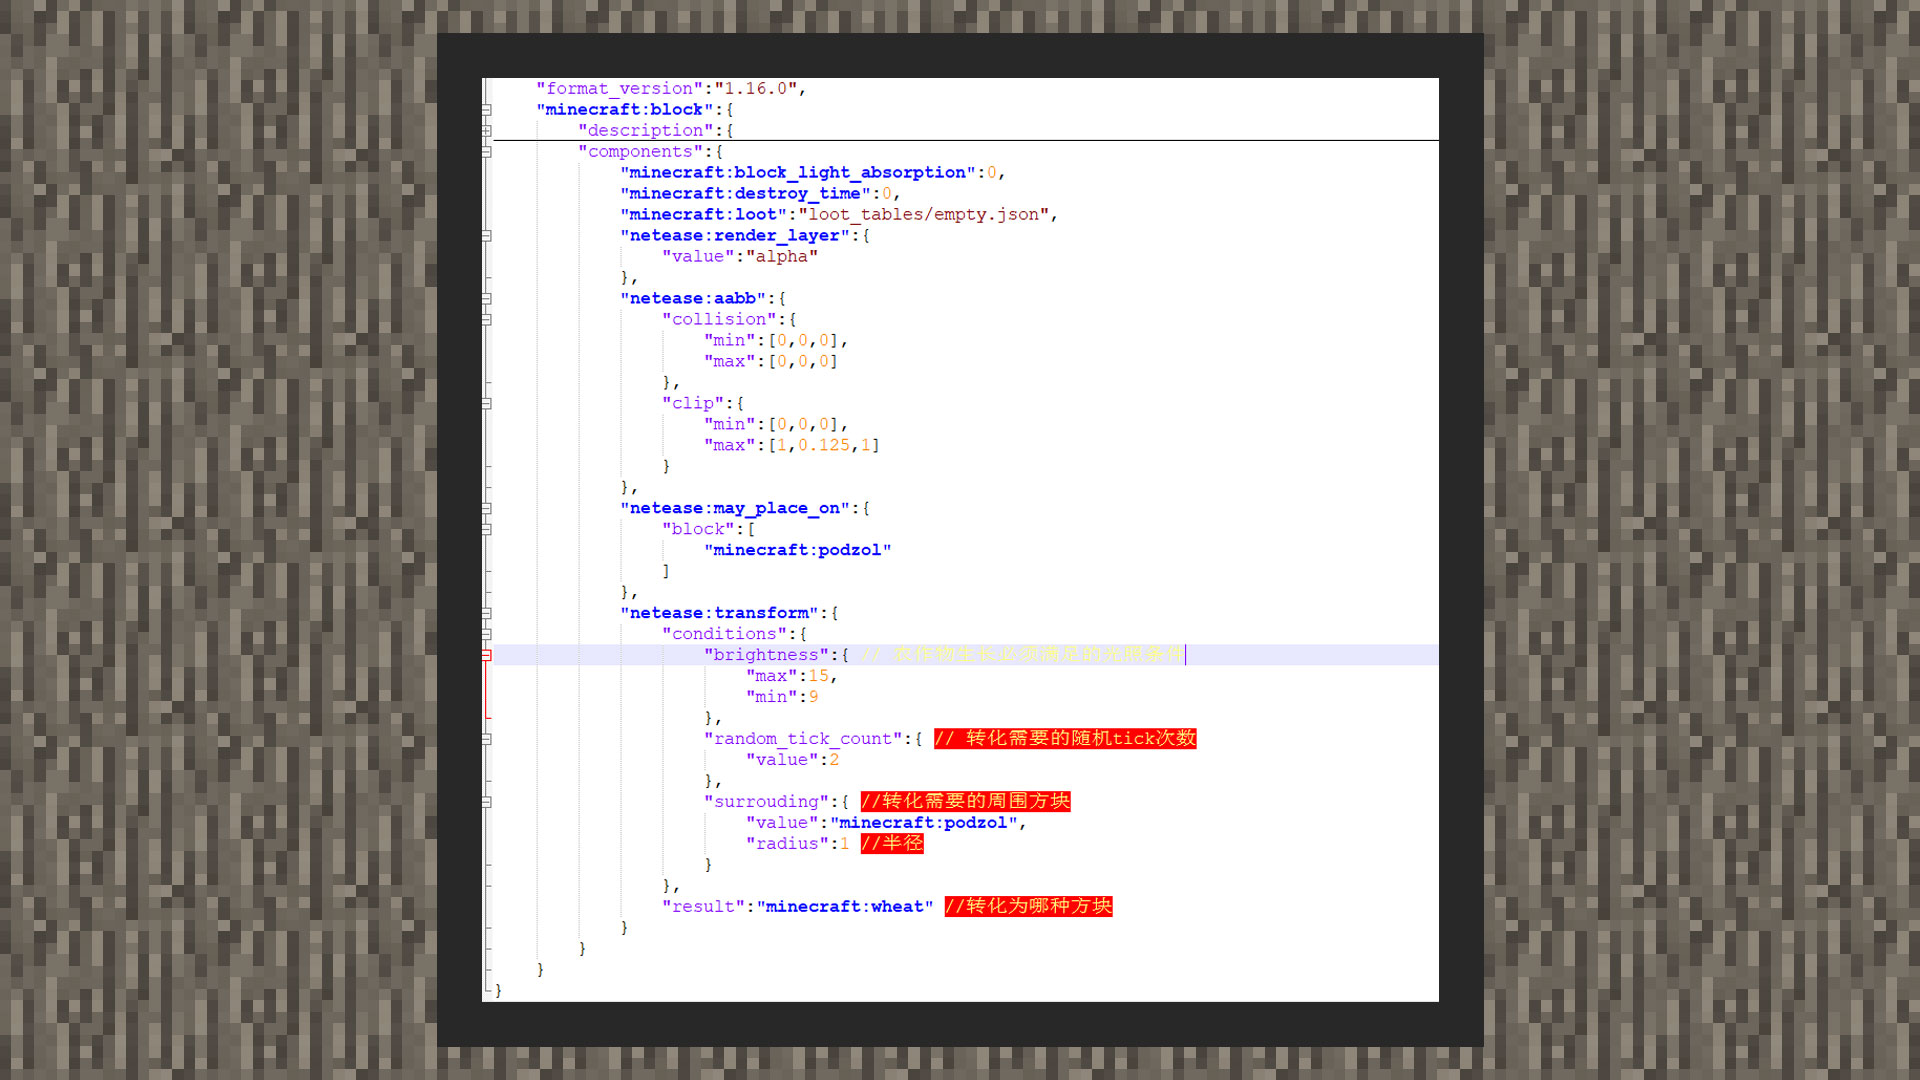 "format_version":"1.16.0",
"minecraft:block":{
"description":{
"components":{
"minecraft:block_light_absorption":0,
"minecraft:destroy_time":0,
"minecraft:loot":"loot_tables/empty.json",
"netease:render_layer":{
"value":"alpha"
},
"netease:aabb":{
"collision":{
"min":[0,0,0],
"max":[0,0,0]
},
"clip":{
"min":[0,0,0],
"max":[1,0.125,1]
}
},
"netease:may_place_on":{
"block":[
"minecraft:podzol"
]
},
"netease:transform":{
"conditions":{
"brightness":{ // 农作物生长必须满足的光照条件
"max":15,
"min":9
},
"random_tick_count":{ // 转化需要的随机tick次数
"value":2
},
"surrouding":{ //转化需要的周围方块
"value":"minecraft:podzol",
"radius":1 //半径
}
},
"result":"minecraft:wheat" //转化为哪种方块
}
}
}
}